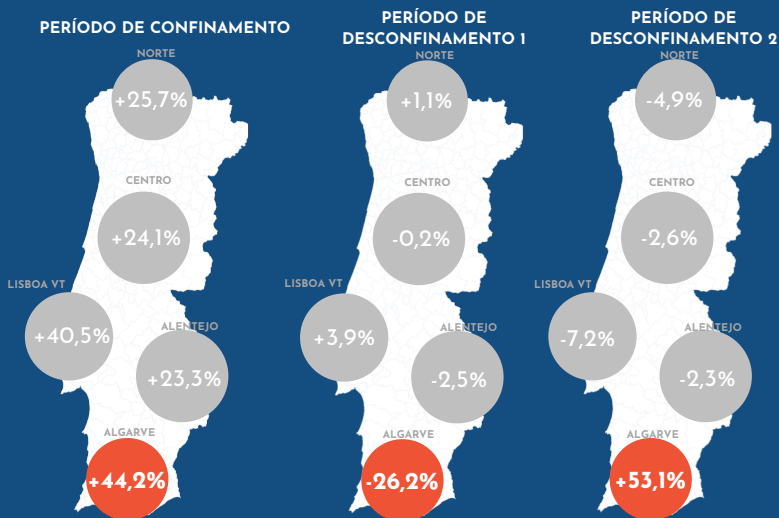 PERÍODO DE CONFINAMENTO
NORTE
+25,7%
CENTRO
+24,1%
LISBOA VT
+40,5%
ALENTEJO
+23,3%
ALGARVE
+44,2%
PERÍODO DE
DESCONFINAMENTO 1
NORTE
+1,1%
CENTRO
-0,2%
LISBOA VT
+3,9%
ALENTEJO
-2,5%
ALGARVE
-26,2%
PERÍODO DE
DESCONFINAMENTO 2
NORTE
-4,9%
CENTRO
-2,6%
LISBOA VT
-7,2%
ALENTEJO
-2,3%
ALGARVE
+53,1%